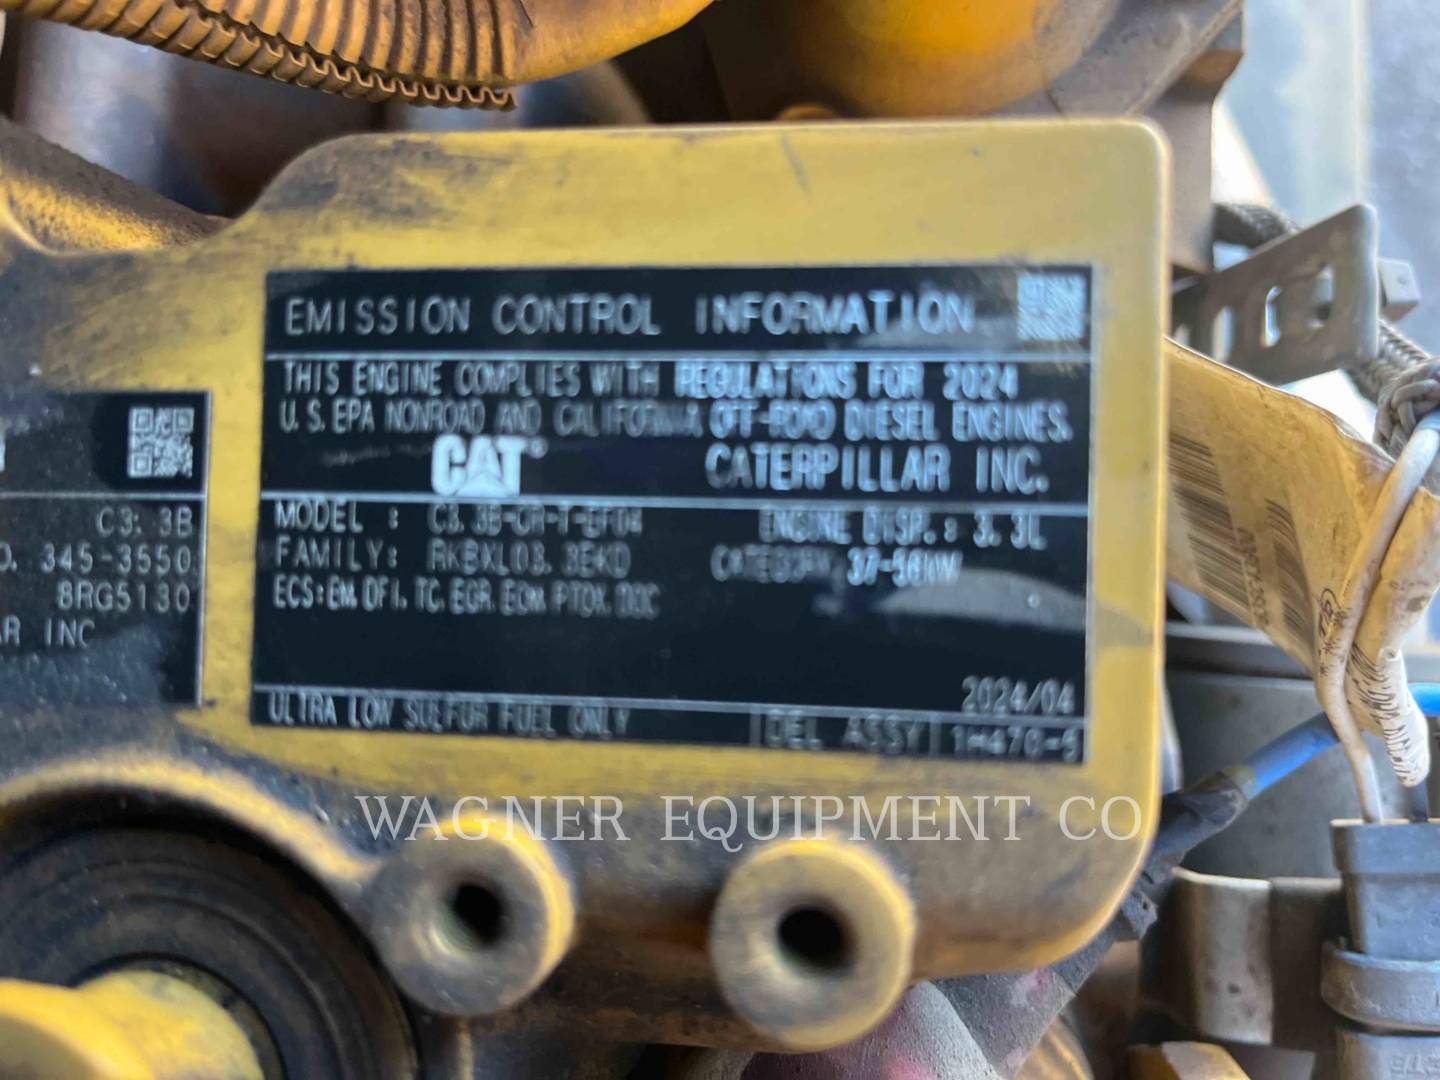 EMISSION CONTROL INFORMATION
THIS ENGINE COMPLIES WITH REGULATIONS FOR 2024
U.S. EPA NONROAD AND CALIFORNIA OFF-ROAD DIESEL ENGINES.
CAT® CATERPILLAR INC.
MODEL : C3.3B-CR-T-EF04 ENGINE DISP.: 3.3L
FAMILY: RKBXL03.3EKD CATEGORY: 37-56kW
ECS:EM, DFI, TC, EGR, ECM, PTOX, DOC
2024/04
ULTRA LOW SULFUR FUEL ONLY DEL ASSY
C3.3B
345-3550
8RG5130
INC
WAGNER EQUIPMENT CO